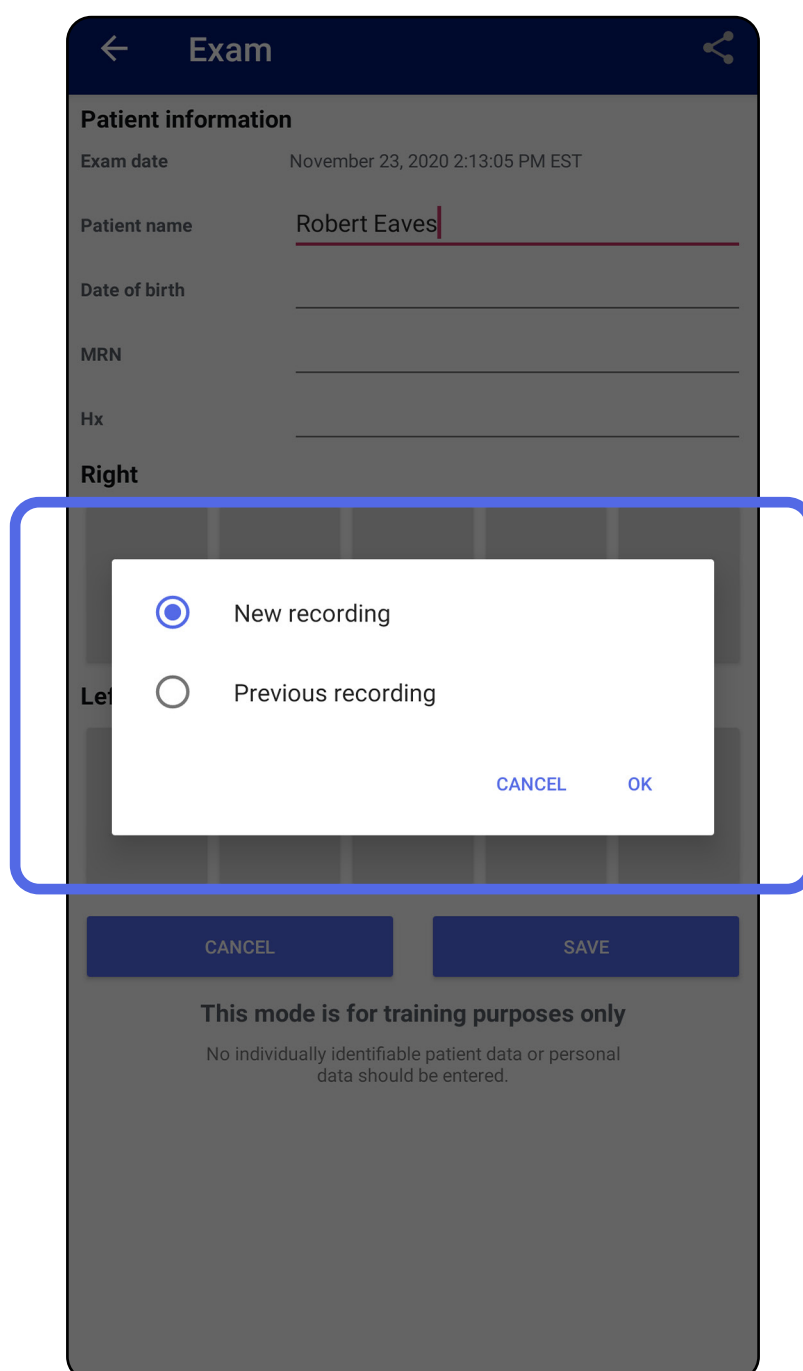 Exam
Patient information
Exam date November 23, 2020 2:13:05 PM EST
Patient name Robert Eaves
Date of birth
MRN
Hx
Right
New recording
Lef
Previous recording
CANCEL OK
CANCEL SAVE
This mode is for training purposes only
No individually identifiable patient data or personal
data should be entered.